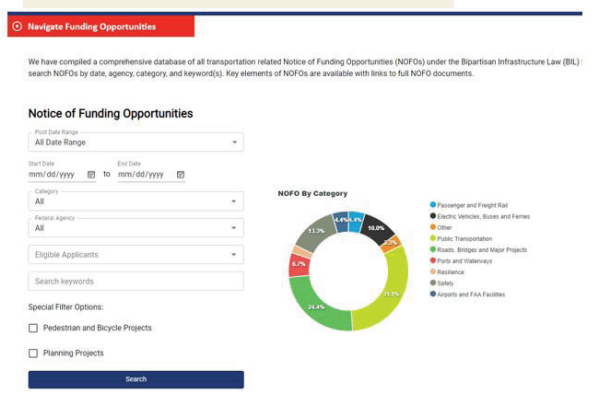 Navigate Funding Opportunities
We have compiled a comprehensive database of all transportation related Notice of Funding Opportunities (NOFOs) under the Bipartisan Infrastructure Law (BIL)
search NOFOs by date, agency, category, and keyword(s). Key elements of NOFOs are available with links to full NOFO documents.
Notice of Funding Opportunities
Post Date Range
All Date Range
Start Date
End Date
mm/dd/yyyy to mm/dd/yyyy
Category
All
Federal Agency
All
Eligible Applicants
Search keywords
Special Filter Options:
Pedestrian and Bicycle Projects
Planning Projects
Search
NOFO By Category
4.4%
4.4%
10.0%
3.3%
24.4%
6.7%
13.3%
Passenger and Freight Rail
Electric Vehicles, Buses and Ferries
Other
Public Transportation
Roads, Bridges and Major Projects
Ports and Waterways
Resilience
Safety
Airports and FAA Facilities